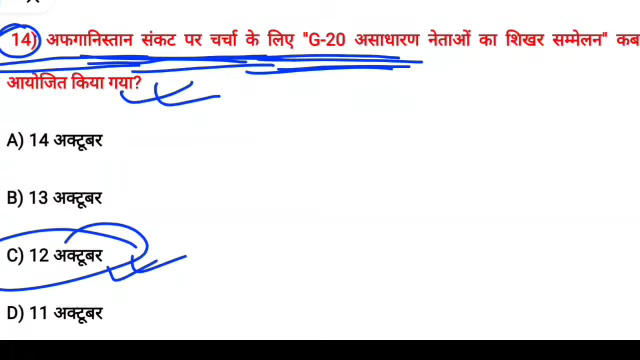 14) अफगानिस्तान संकट पर चर्चा के लिए "G-20 असाधारण नेताओं का शिखर सम्मेलन" कब
आयोजित किया गया?
A) 14 अक्टूबर
B) 13 अक्टूबर
C) 12 अक्टूबर
D) 11 अक्टूबर